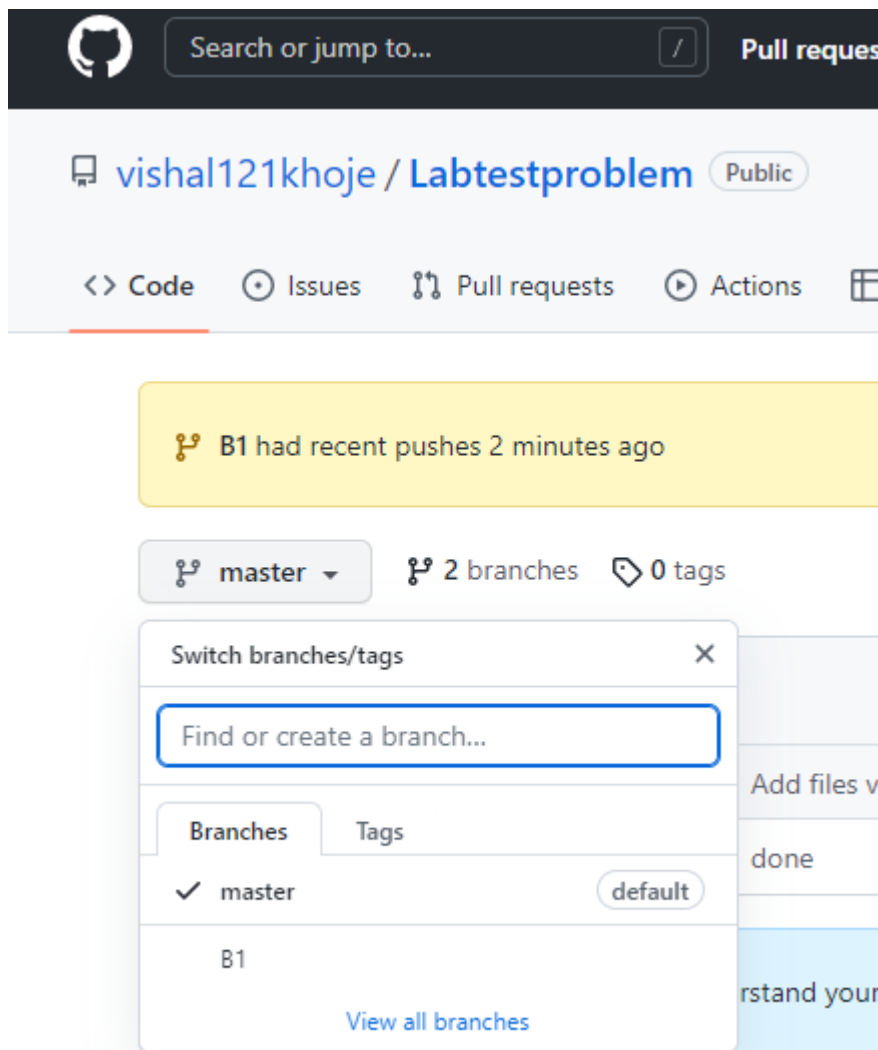 Search or jump to... / Pull reques
vishal121khoje / Labtestproblem Public
<> Code Issues Pull requests Actions
B1 had recent pushes 2 minutes ago
master 2 branches 0 tags
Switch branches/tags
Find or create a branch...
Add files v
Branches Tags
done
master default
B1
rstand your
View all branches